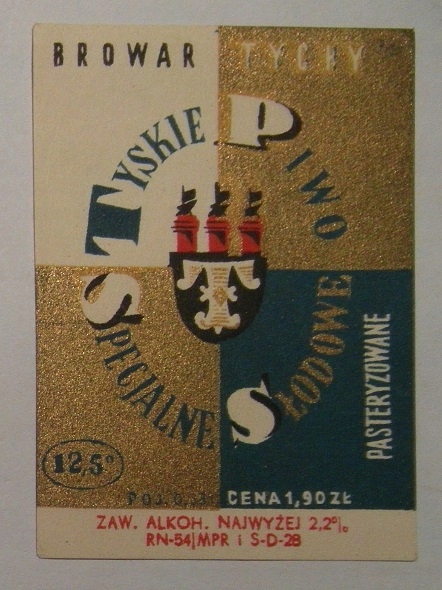 BROWAR TYCHY
TYSKIE PIWO
SPECJALNE SŁODOWE
PASTERYZOWANE
12,5°
POJ. CENA 1,90 ZŁ
ZAW. ALKOH. NAJWYŻEJ 2,2%
RN-54|MPR i S-D-28